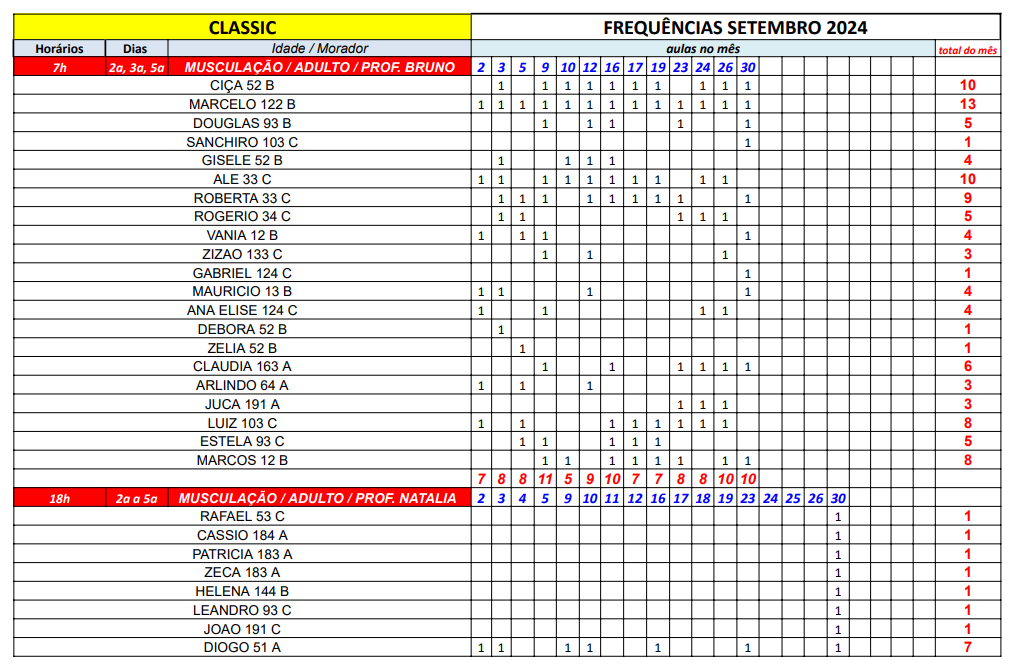 CLASSIC FREQUÊNCIAS SETEMBRO 2024
Horários Dias Idade / Morador aulas no mês total do mês
7h 2a, 3a, 5a MUSCULAÇÃO / ADULTO / PROF. BRUNO 2 3 5 9 10 12 16 17 19 23 24 26 30
CIÇA 52 B 1 1 1 1 1 1 1 1 1 1 10
MARCELO 122 B 1 1 1 1 1 1 1 1 1 1 1 1 1 13
DOUGLAS 93 B 1 1 1 1 1 5
SANCHIRO 103 C 1 1
GISELE 52 B 1 1 1 1 4
ALE 33 C 1 1 1 1 1 1 1 1 1 1 10
ROBERTA 33 C 1 1 1 1 1 1 1 1 1 9
ROGERIO 34 C 1 1 1 1 1 5
VANIA 12 B 1 1 1 1 4
ZIZAO 133 C 1 1 1 3
GABRIEL 124 C 1 1
MAURICIO 13 B 1 1 1 1 4
ANA ELISE 124 C 1 1 1 1 4
DEBORA 52 B 1 1
ZELIA 52 B 1 1
CLAUDIA 163 A 1 1 1 1 1 1 6
ARLINDO 64 A 1 1 1 3
JUCA 191 A 1 1 1 3
LUIZ 103 C 1 1 1 1 1 1 1 1 8
ESTELA 93 C 1 1 1 1 1 5
MARCOS 12 B 1 1 1 1 1 1 1 1 8
7 8 8 11 5 9 10 7 7 8 8 10 10
18h 2a a 5a MUSCULAÇÃO / ADULTO / PROF. NATALIA 2 3 4 5 9 10 11 12 16 17 18 19 23 24 25 26 30
RAFAEL 53 C 1 1
CASSIO 184 A 1 1
PATRICIA 183 A 1 1
ZECA 183 A 1 1
HELENA 144 B 1 1
LEANDRO 93 C 1 1
JOAO 191 C 1 1
DIOGO 51 A 1 1 1 1 1 1 1 7